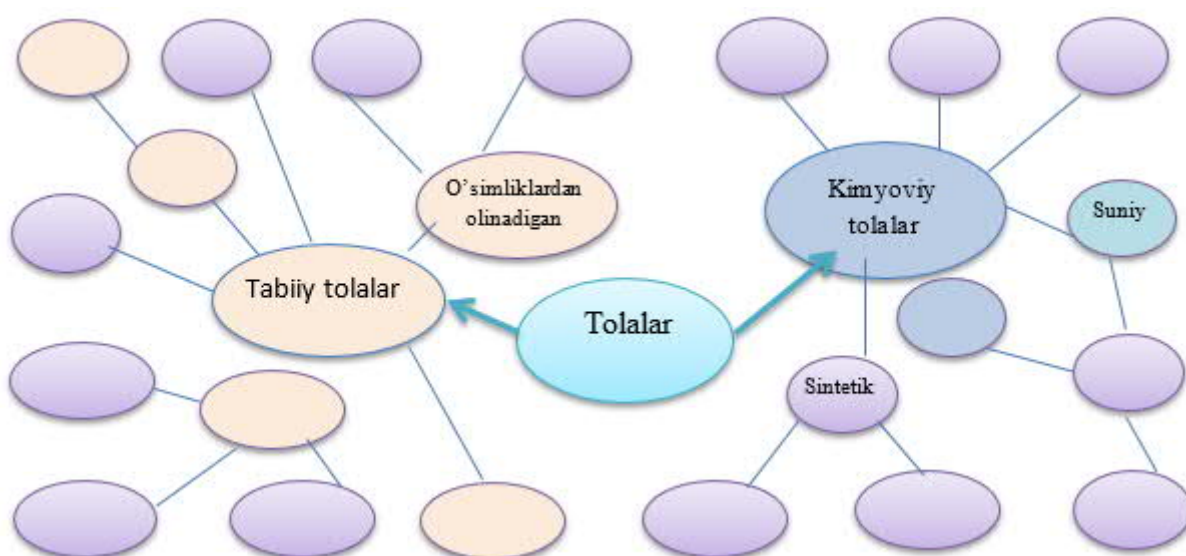 O’simliklardan
olinadigan
Kimyoviy
tolalar
Suniy
Tabiiy tolalar
Tolalar
Sintetik